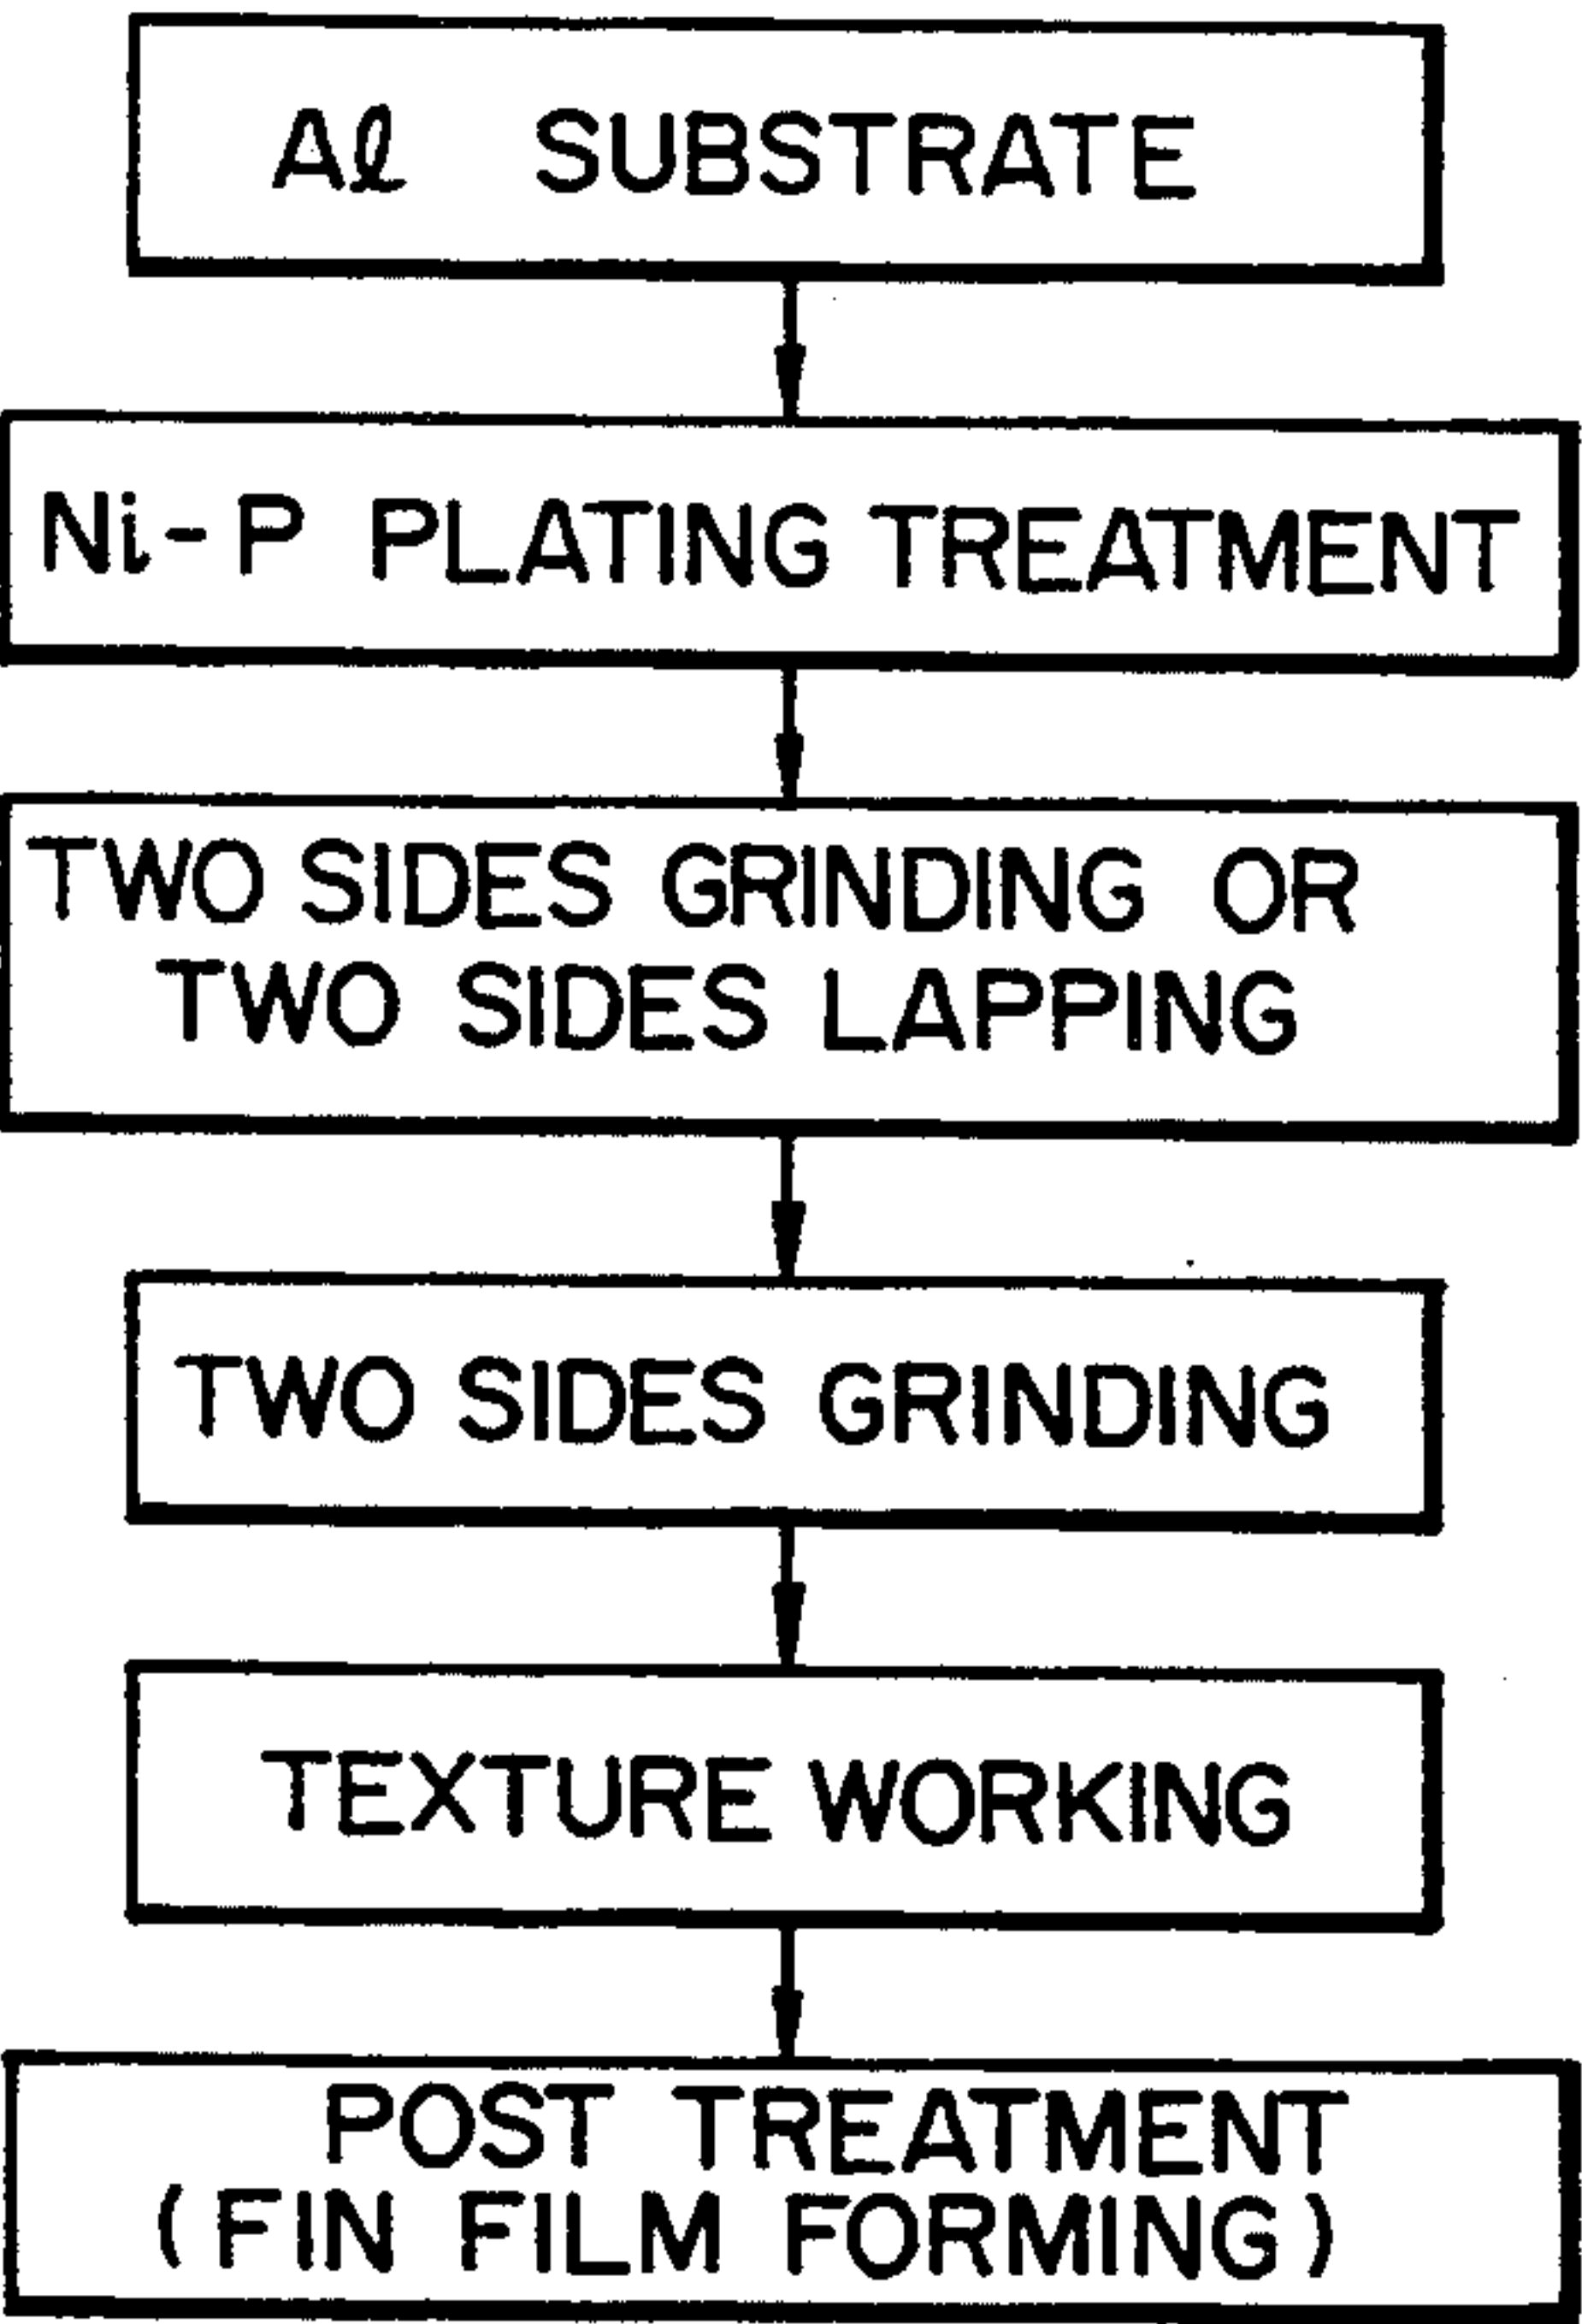 Aℓ SUBSTRATE
Ni-P PLATING TREATMENT
TWO SIDES GRINDING OR
TWO SIDES LAPPING
TWO SIDES GRINDING
TEXTURE WORKING
POST TREATMENT
(FIN FILM FORMING)